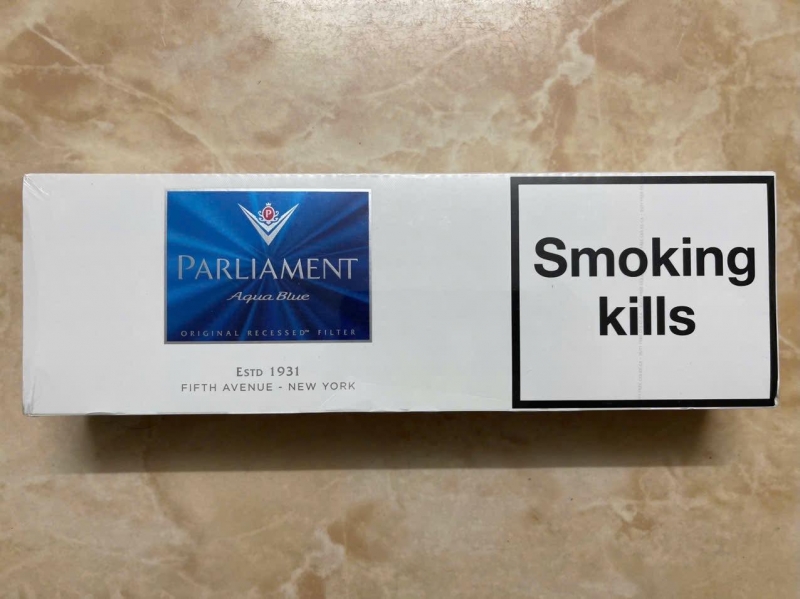 P
PARLIAMENT
Aqua Blue
ORIGINAL RECESSED™ FILTER
ESTD 1931
FIFTH AVENUE - NEW YORK
Smoking
kills